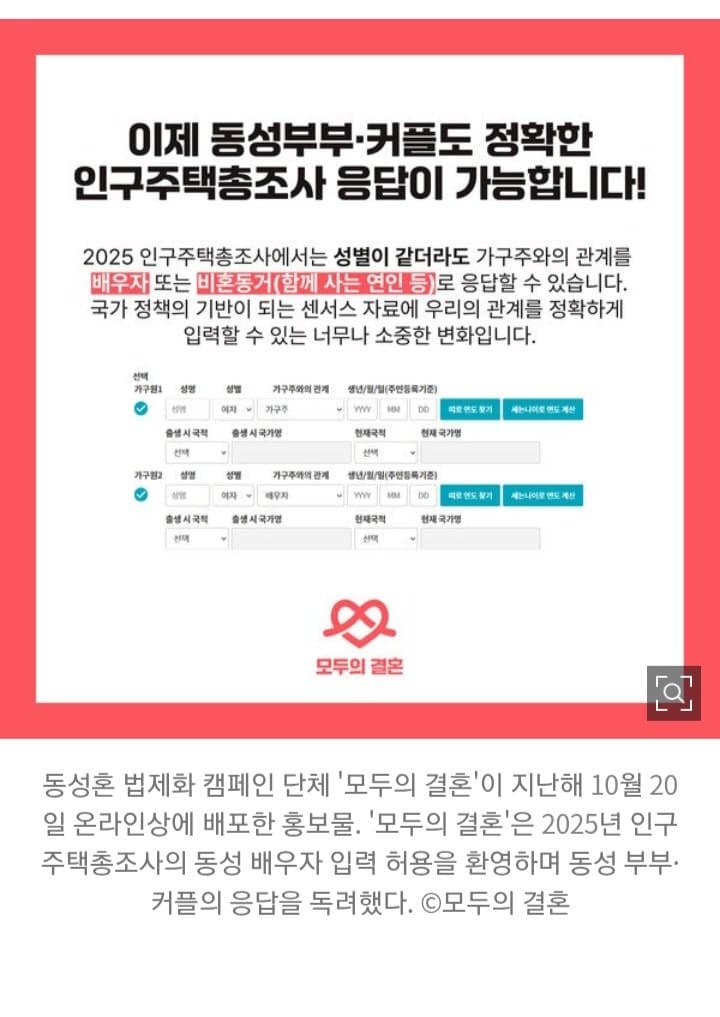 이제 동성부부·커플도 정확한
인구주택총조사 응답이 가능합니다!
2025 인구주택총조사에서는 성별이 같더라도 가구주와의 관계를
배우자 또는 비혼동거(함께 사는 연인 등)로 응답할 수 있습니다.
국가 정책의 기반이 되는 센서스 자료에 우리의 관계를 정확하게
입력할 수 있는 너무나 소중한 변화입니다.
선택
가구원1 성명 성별 가구주와의 관계 생년/월/일(주민등록기준)
성명 여자 가구주 YYYY MM DD 띠로 연도 찾기 세는나이로 연도 계산
출생 시 국적 출생 시 국가명 현재국적 현재 국가명
선택 선택
가구원2 성명 성별 가구주와의 관계 생년/월/일(주민등록기준)
성명 여자 배우자 YYYY MM DD 띠로 연도 찾기 세는나이로 연도 계산
출생 시 국적 출생 시 국가명 현재국적 현재 국가명
선택 선택
모두의 결혼
동성혼 법제화 캠페인 단체 '모두의 결혼'이 지난해 10월 20
일 온라인상에 배포한 홍보물. '모두의 결혼'은 2025년 인구
주택총조사의 동성 배우자 입력 허용을 환영하며 동성 부부·
커플의 응답을 독려했다. ©모두의 결혼